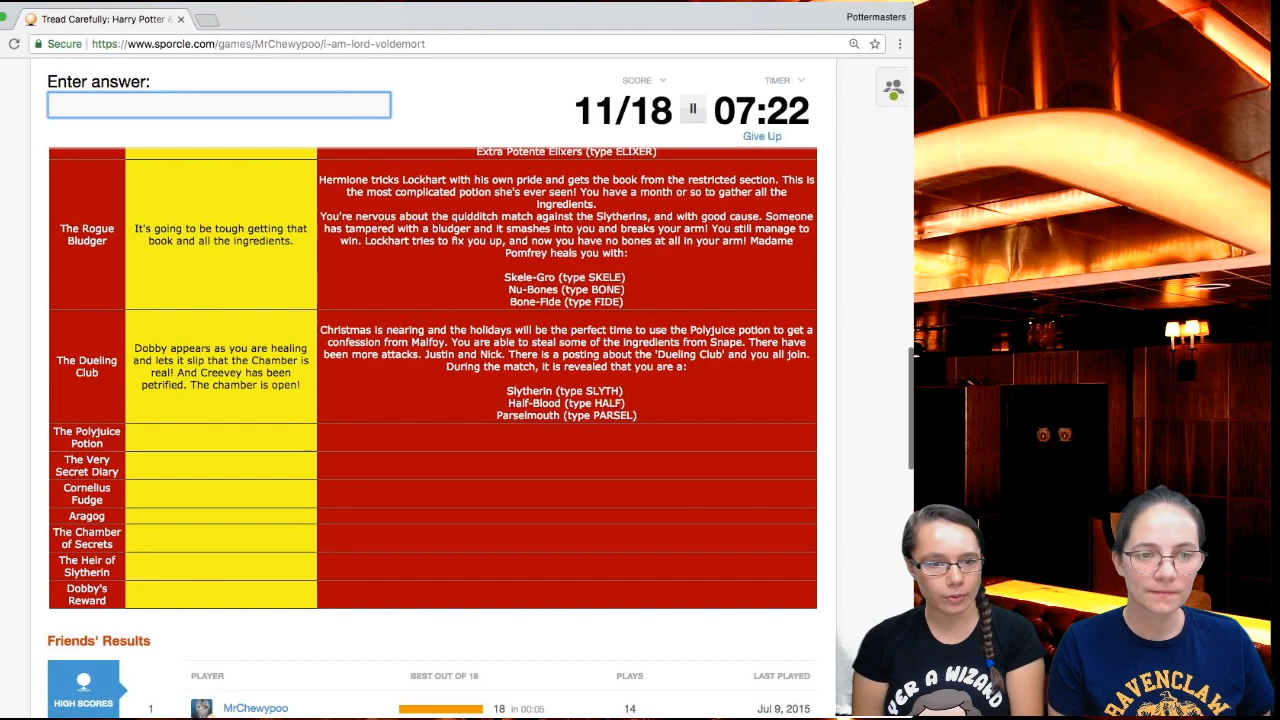 Tread Carefully: Harry Potter &
Pottermasters
Secure
https://www.sporcle.com/games/MrChewypoo/i-am-lord-voldemort
Enter answer:
SCORE
TIMER
11/18
07:22
Give Up
Extra Potente Elixers (type ELIXER)
The Rogue
Bludger
It's going to be tough getting that
book and all the ingredients.
Hermione tricks Lockhart with his own pride and gets the book from the restricted section. This is
the most complicated potion she's ever seen! You have a month or so to gather all the
ingredients.
You're nervous about the quidditch match against the Slytherins, and with good cause. Someone
has tampered with a bludger and it smashes into you and breaks your arm! You still manage to
win. Lockhart tries to fix you up, and now you have no bones at all in your arm! Madame
Pomfrey heals you with:
Skele-Gro (type SKELE)
Nu-Bones (type BONE)
Bone-Fide (type FIDE)
The Dueling
Club
Dobby appears as you are healing
and lets it slip that the Chamber is
real! And Creevey has been
petrified. The chamber is open!
Christmas is nearing and the holidays will be the perfect time to use the Polyjuice potion to get a
confession from Malfoy. You are able to steal some of the ingredients from Snape. There have
been more attacks. Justin and Nick. There is a posting about the 'Dueling Club' and you all join.
During the match, it is revealed that you are a:
Slytherin (type SLYTH)
Half-Blood (type HALF)
Parselmouth (type PARSEL)
The Polyjuice
Potion
The Very
Secret Diary
Cornelius
Fudge
Aragog
The Chamber
of Secrets
The Heir of
Slytherin
Dobby's
Reward
Friends' Results
PLAYER
BEST OUT OF 18
PLAYS
LAST PLAYED
HIGH SCORES
1
MrChewypoo
18 in 00:05
14
Jul 9, 2015
ER A WIZARD
RAVENCLAW